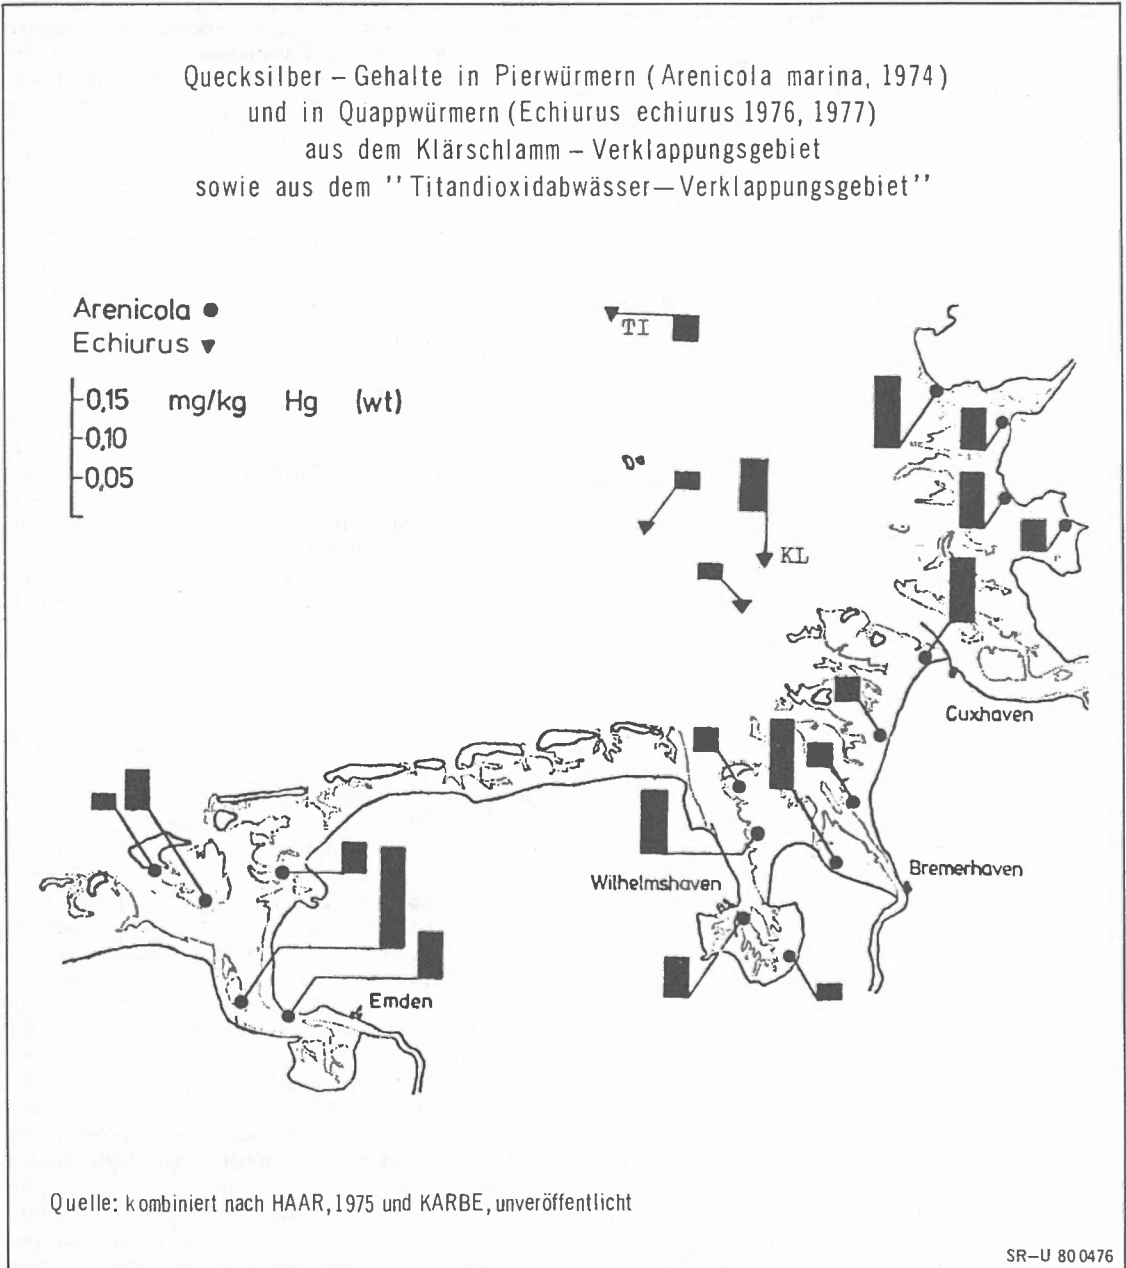 Quecksilber – Gehalte in Pierwürmern (Arenicola marina, 1974)
und in Quappwürmern (Echiurus echiurus 1976, 1977)
aus dem Klärschlamm – Verklappungsgebiet
sowie aus dem ''Titandioxidabwässer—Verklappungsgebiet''
Arenicola ●
Echiurus ▼
0,15 mg/kg Hg (wt)
0,10
0,05
TI
KL
Cuxhaven
Wilhelmshaven
Bremerhaven
Emden
Quelle: kombiniert nach HAAR, 1975 und KARBE, unveröffentlicht
SR–U 80 0476